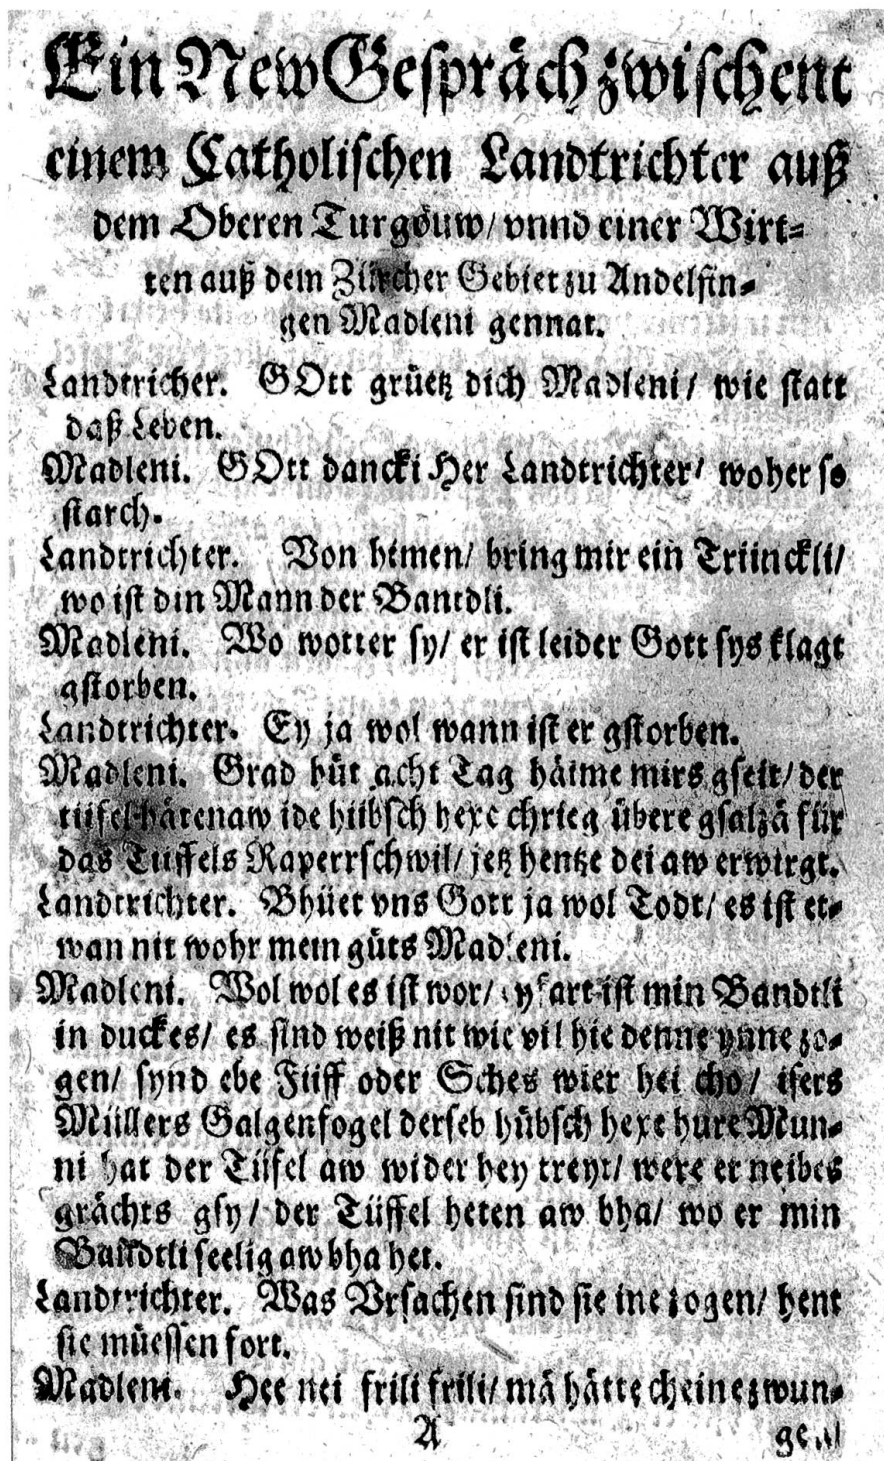 Ein New Gespräch zwischent
einem Catholischen Landtrichter auß
dem Oberen Turgöuw/ vnnd einer Wirt-
ten auß dem Zürcher Gebiet zu Andelfin-
gen Madleni gennat.
Landtricher. GOtt grüetz dich Madleni/ wie statt
daß Leben.
Madleni. GOtt dancki Her Landtrichter/ woher so
starch.
Landtrichter. Von himen/ bring mir ein Triinckli/
wo ist din Mann der Bantdli.
Madleni. Wo wotter sy/ er ist leider Gott sys klagt
gstorben.
Landtrichter. Ey ja wol wann ist er gstorben.
Madleni. Grad hüt acht Tag häime mirs gseit/ der
tüfel hätenaw ide hübsch hexe chrieg übere gsalzä für
das Tüffels Raperrschwil/ jetz hentze dei aw erwirgt.
Landtrichter. Bhüet vns Gott ja wol Todt/ es ist et-
wan nit wohr mein güts Madleni.
Madleni. Wol wol es ist wor/ art ist min Bandtli
in duckes/ es sind weiß nit wie vil hie denne ynne zo-
gen/ synd ebe Füff oder Sches wier hei cho/ isers
Müllers Galgenfogel derseb hübsch hexe hure Mun-
ni hat der Tüfel aw wider hey treyt/ were er neibes
grächts gsy/ der Tüffel heten aw bha/ wo er min
Bandtli seelig aw bha het.
Landtrichter. Was Vrsachen sind sie ine zogen/ hent
sie müessen fort.
Madleni. Hee nei frili frili/ mä hätte cheine zwun-
A gen